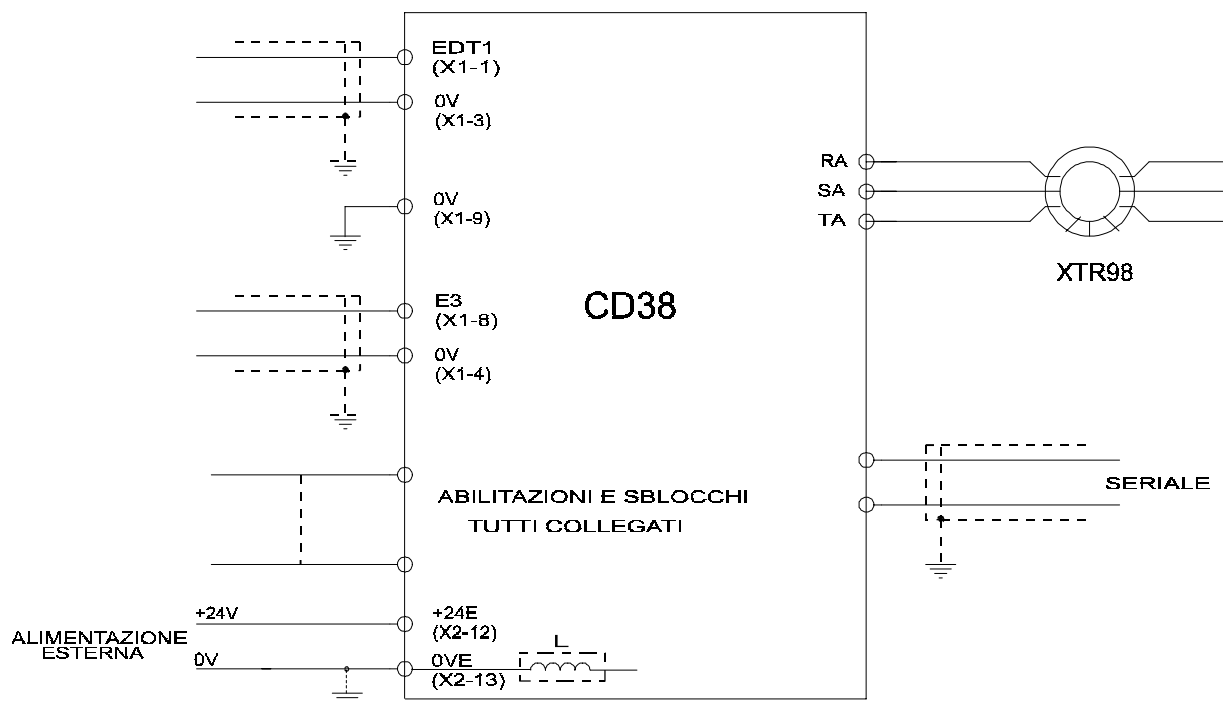 EDT1
(X1-1)
0V
(X1-3)
0V
(X1-9)
E3
(X1-8)
0V
(X1-4)
CD38
RA
SA
TA
XTR98
ABILITAZIONI E SBLOCCHI
TUTTI COLLEGATI
SERIALE
ALIMENTAZIONE
ESTERNA
+24V
0V
+24E
(X2-12)
0VE
(X2-13)
L